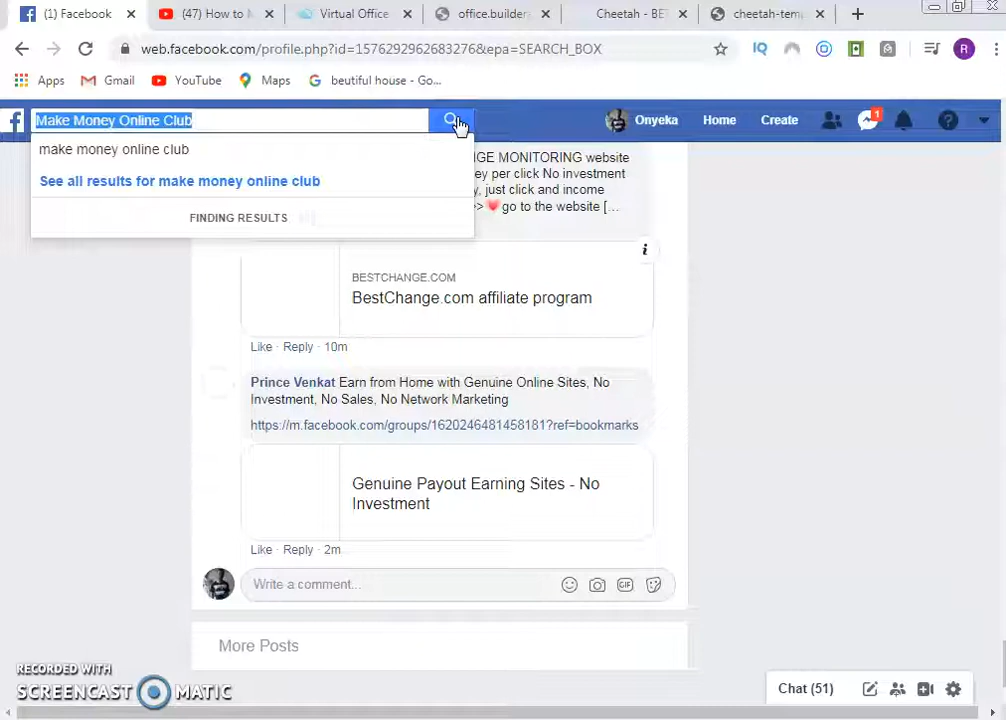 (1) Facebook
(47) How to M
Virtual Office
office.builder
Cheetah - BE
cheetah-tem
web.facebook.com/profile.php?id=1576292962683276&epa=SEARCH_BOX
IQ
R
Apps
Gmail
YouTube
Maps
beutiful house - Go...
Make Money Online Club
Onyeka
Home
Create
1
make money online club
See all results for make money online club
FINDING RESULTS
GE MONITORING website
ey per click No investment
y, just click and income
go to the website [...
BESTCHANGE.COM
BestChange.com affiliate program
Like · Reply · 10m
Prince Venkat Earn from Home with Genuine Online Sites, No
Investment, No Sales, No Network Marketing
https://m.facebook.com/groups/1620246481458181?ref=bookmarks
Genuine Payout Earning Sites - No
Investment
Like · Reply · 2m
Write a comment...
GIF
More Posts
RECORDED WITH
SCREENCAST MATIC
Chat (51)